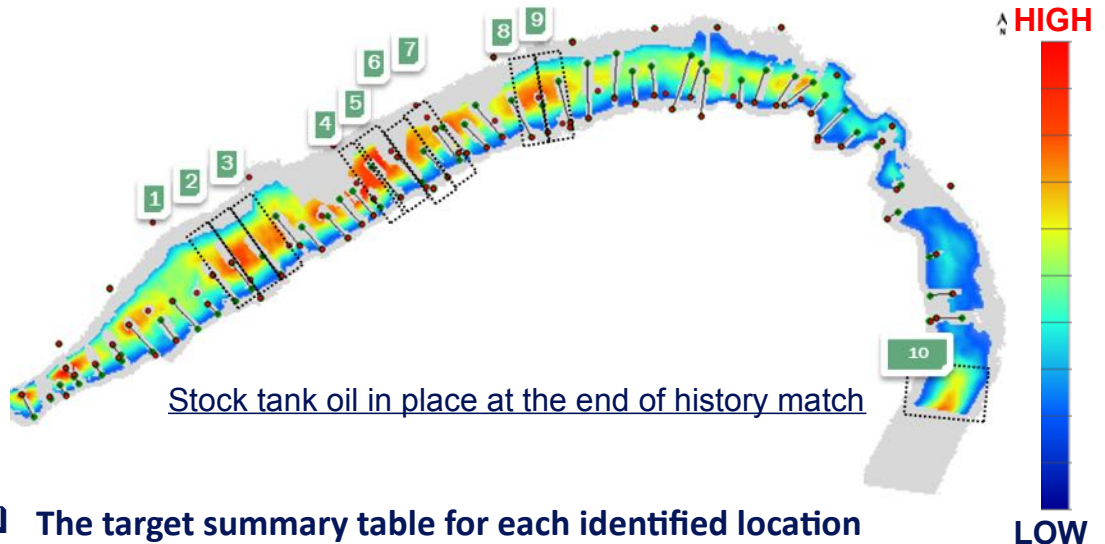 8 9
HIGH
N
6 7
4 5
1 2 3
10
Stock tank oil in place at the end of history match
The target summary table for each identified location
LOW